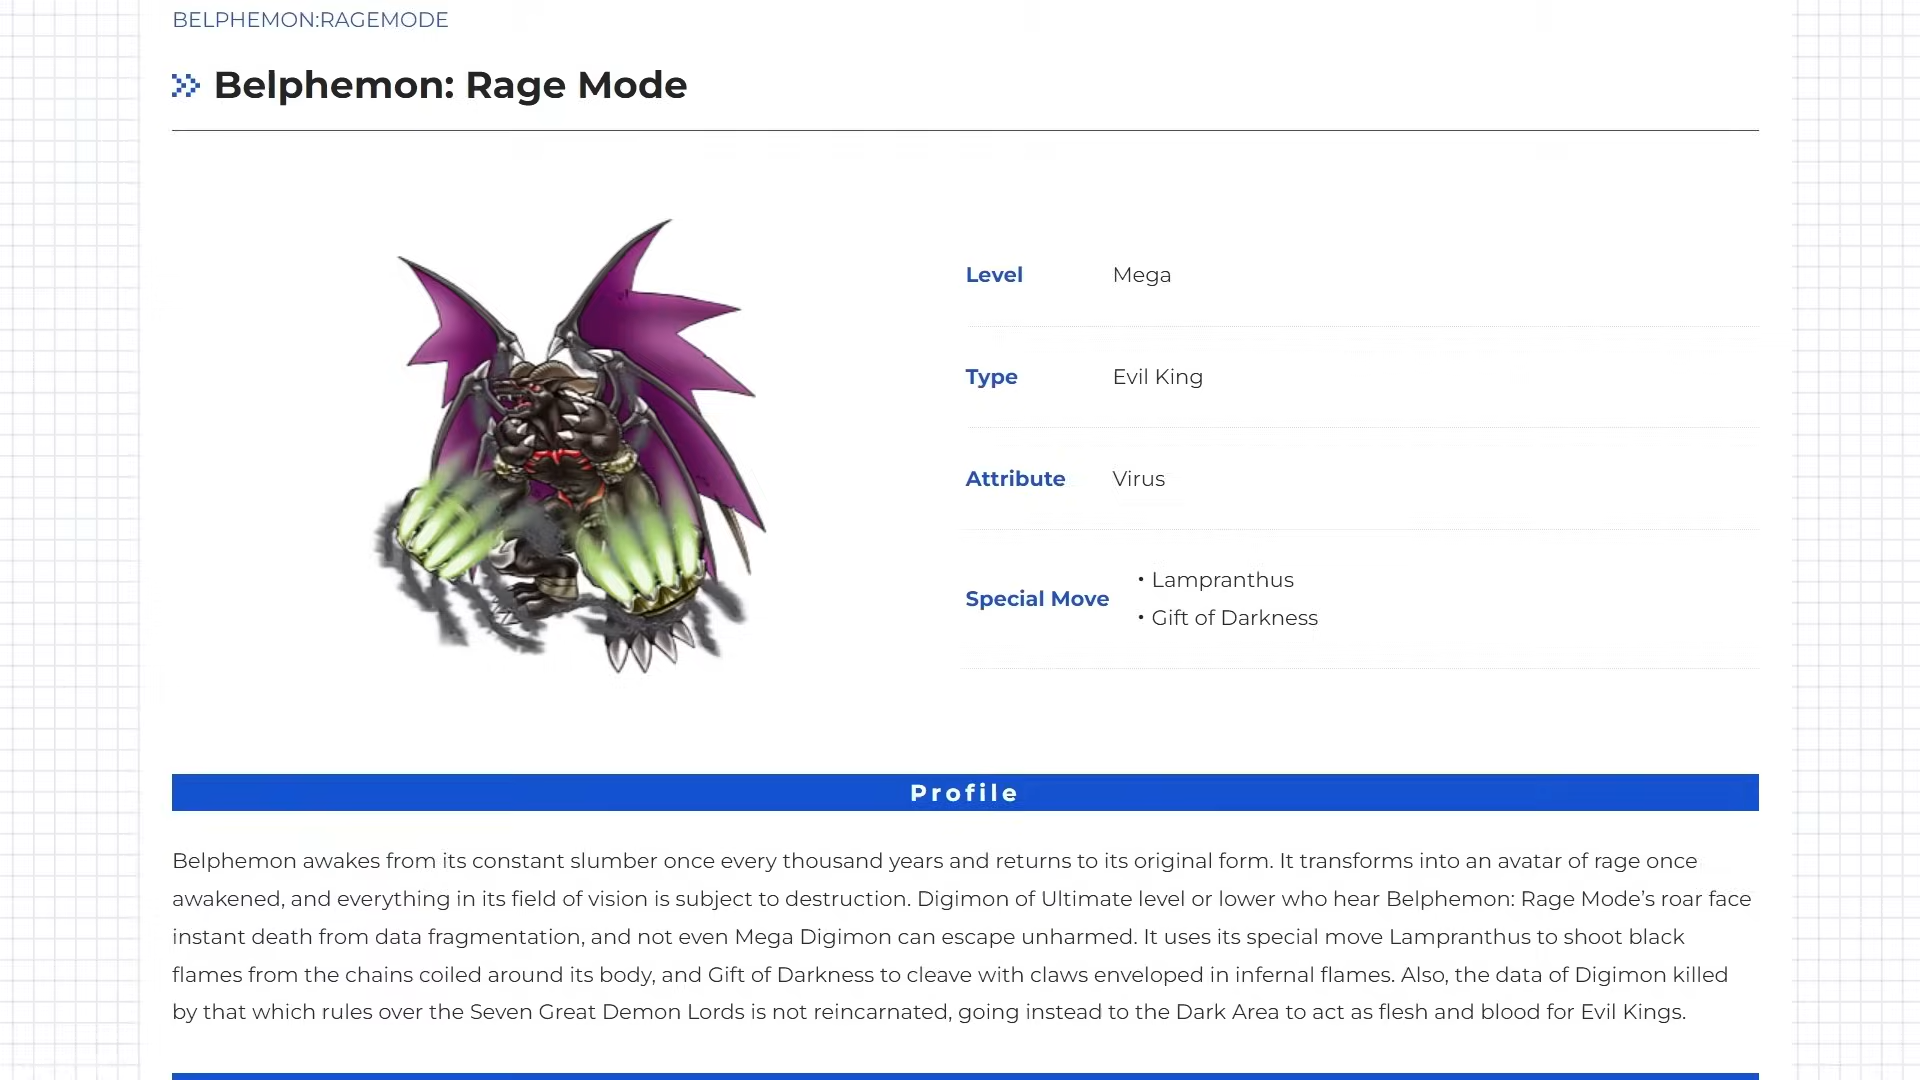 BELPHEMON:RAGEMODE
Belphemon: Rage Mode
Level Mega
Type Evil King
Attribute Virus
Special Move
・Lampranthus
・Gift of Darkness
Profile
Belphemon awakes from its constant slumber once every thousand years and returns to its original form. It transforms into an avatar of rage once
awakened, and everything in its field of vision is subject to destruction. Digimon of Ultimate level or lower who hear Belphemon: Rage Mode’s roar face
instant death from data fragmentation, and not even Mega Digimon can escape unharmed. It uses its special move Lampranthus to shoot black
flames from the chains coiled around its body, and Gift of Darkness to cleave with claws enveloped in infernal flames. Also, the data of Digimon killed
by that which rules over the Seven Great Demon Lords is not reincarnated, going instead to the Dark Area to act as flesh and blood for Evil Kings.